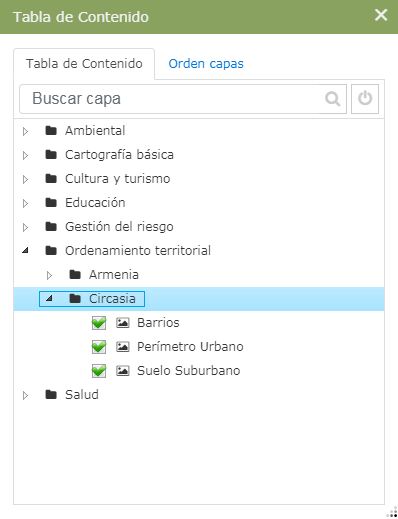 Tabla de Contenido
Tabla de Contenido
Orden capas
Buscar capa
Ambiental
Cartografía básica
Cultura y turismo
Educación
Gestión del riesgo
Ordenamiento territorial
Armenia
Circasia
Barrios
Perímetro Urbano
Suelo Suburbano
Salud